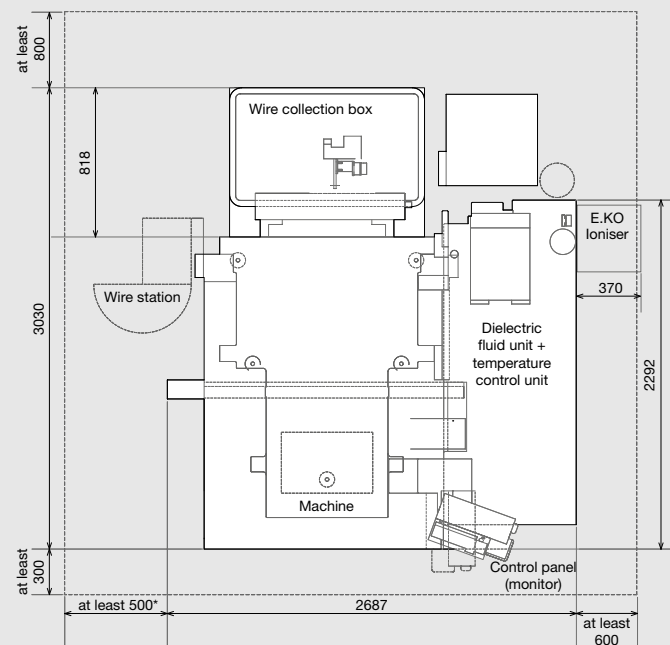 at least
800
Wire collection box
818
E.KO
Ioniser
370
Wire station
3030
Dielectric
fluid unit +
temperature
control unit
2292
Machine
at least
300
Control panel
(monitor)
at least 500*
2687
at least
600